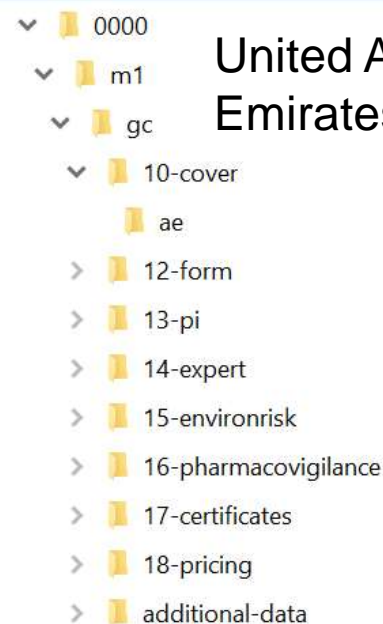 0000
United A
m1
Emirates
gc
10-cover
ae
12-form
13-pi
14-expert
15-environrisk
16-pharmacovigilance
17-certificates
18-pricing
additional-data